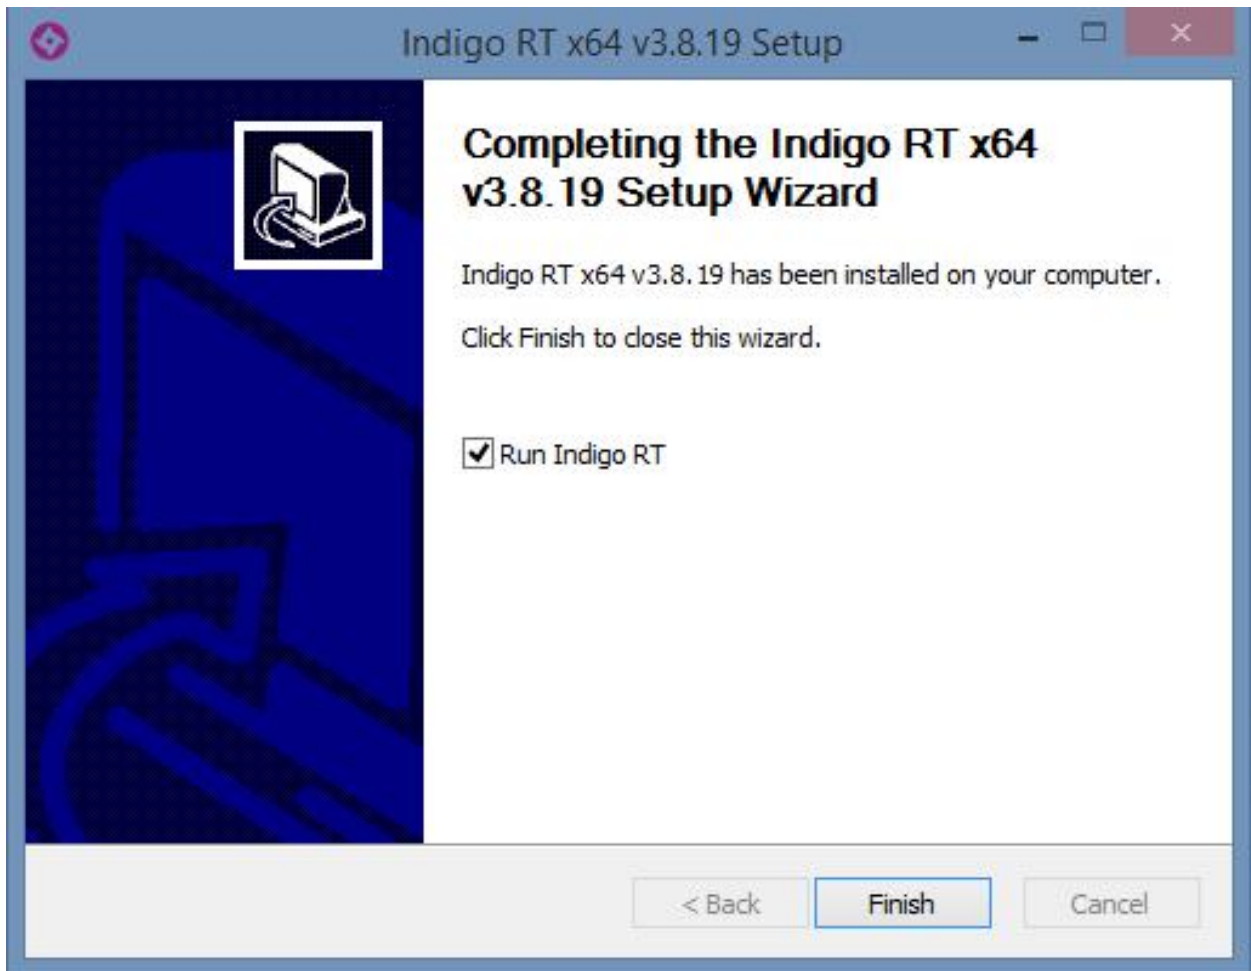 Indigo RT x64 v3.8.19 Setup
Completing the Indigo RT x64
v3.8.19 Setup Wizard
Indigo RT x64 v3.8.19 has been installed on your computer.
Click Finish to close this wizard.
Run Indigo RT
< Back
Finish
Cancel